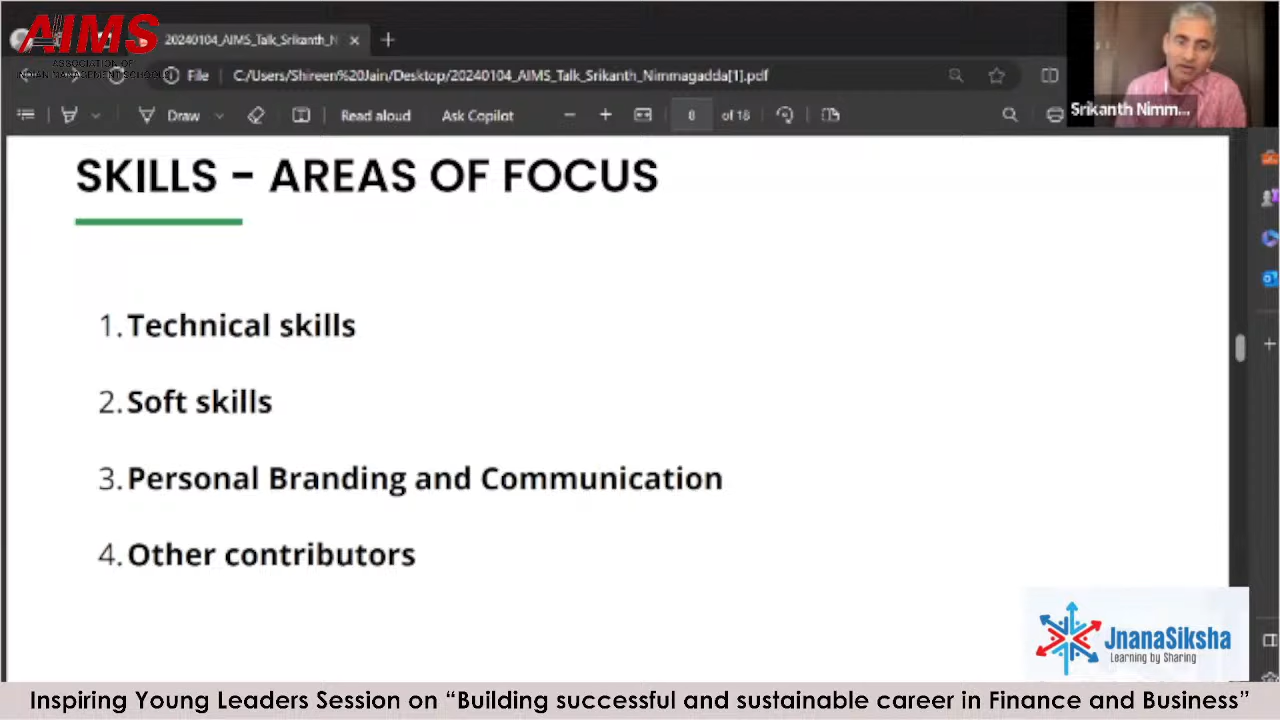 AIMS
ASSOCIATION OF
INDIAN MANAGEMENT SCHOOLS
20240104_AIMS_Talk_Srikanth_N
File C:/Users/Shireen%20Jain/Desktop/20240104_AIMS_Talk_Srikanth_Nimmagadda[1].pdf
Draw Read aloud Ask Copilot 8 of 18
Srikanth Nimm...
SKILLS - AREAS OF FOCUS
1. Technical skills
2. Soft skills
3. Personal Branding and Communication
4. Other contributors
JnanaSiksha
Learning by Sharing
Inspiring Young Leaders Session on “Building successful and sustainable career in Finance and Business”